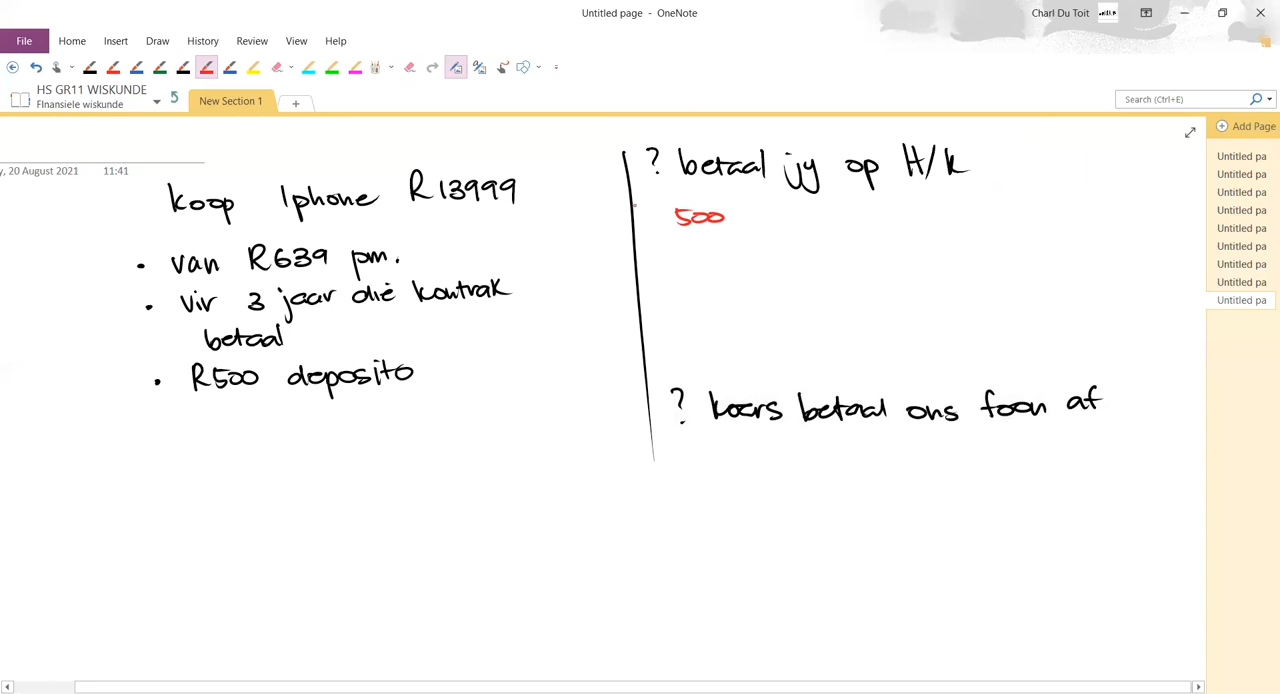 Untitled page - OneNote
Charl Du Toit
File
Home
Insert
Draw
History
Review
View
Help
HS GR11 WISKUNDE
FInansiele wiskunde
New Section 1
Search (Ctrl+E)
Add Page
Untitled pa
Untitled pa
Untitled pa
Untitled pa
Untitled pa
Untitled pa
Untitled pa
Untitled pa
Untitled pa
y, 20 August 2021
11:41
koop Iphone R13999
• van R639 pm.
• vir 3 jaar die kontrak
betaal
• R500 deposito
? betaal jy op H/k
500
? koers betaal ons foon af